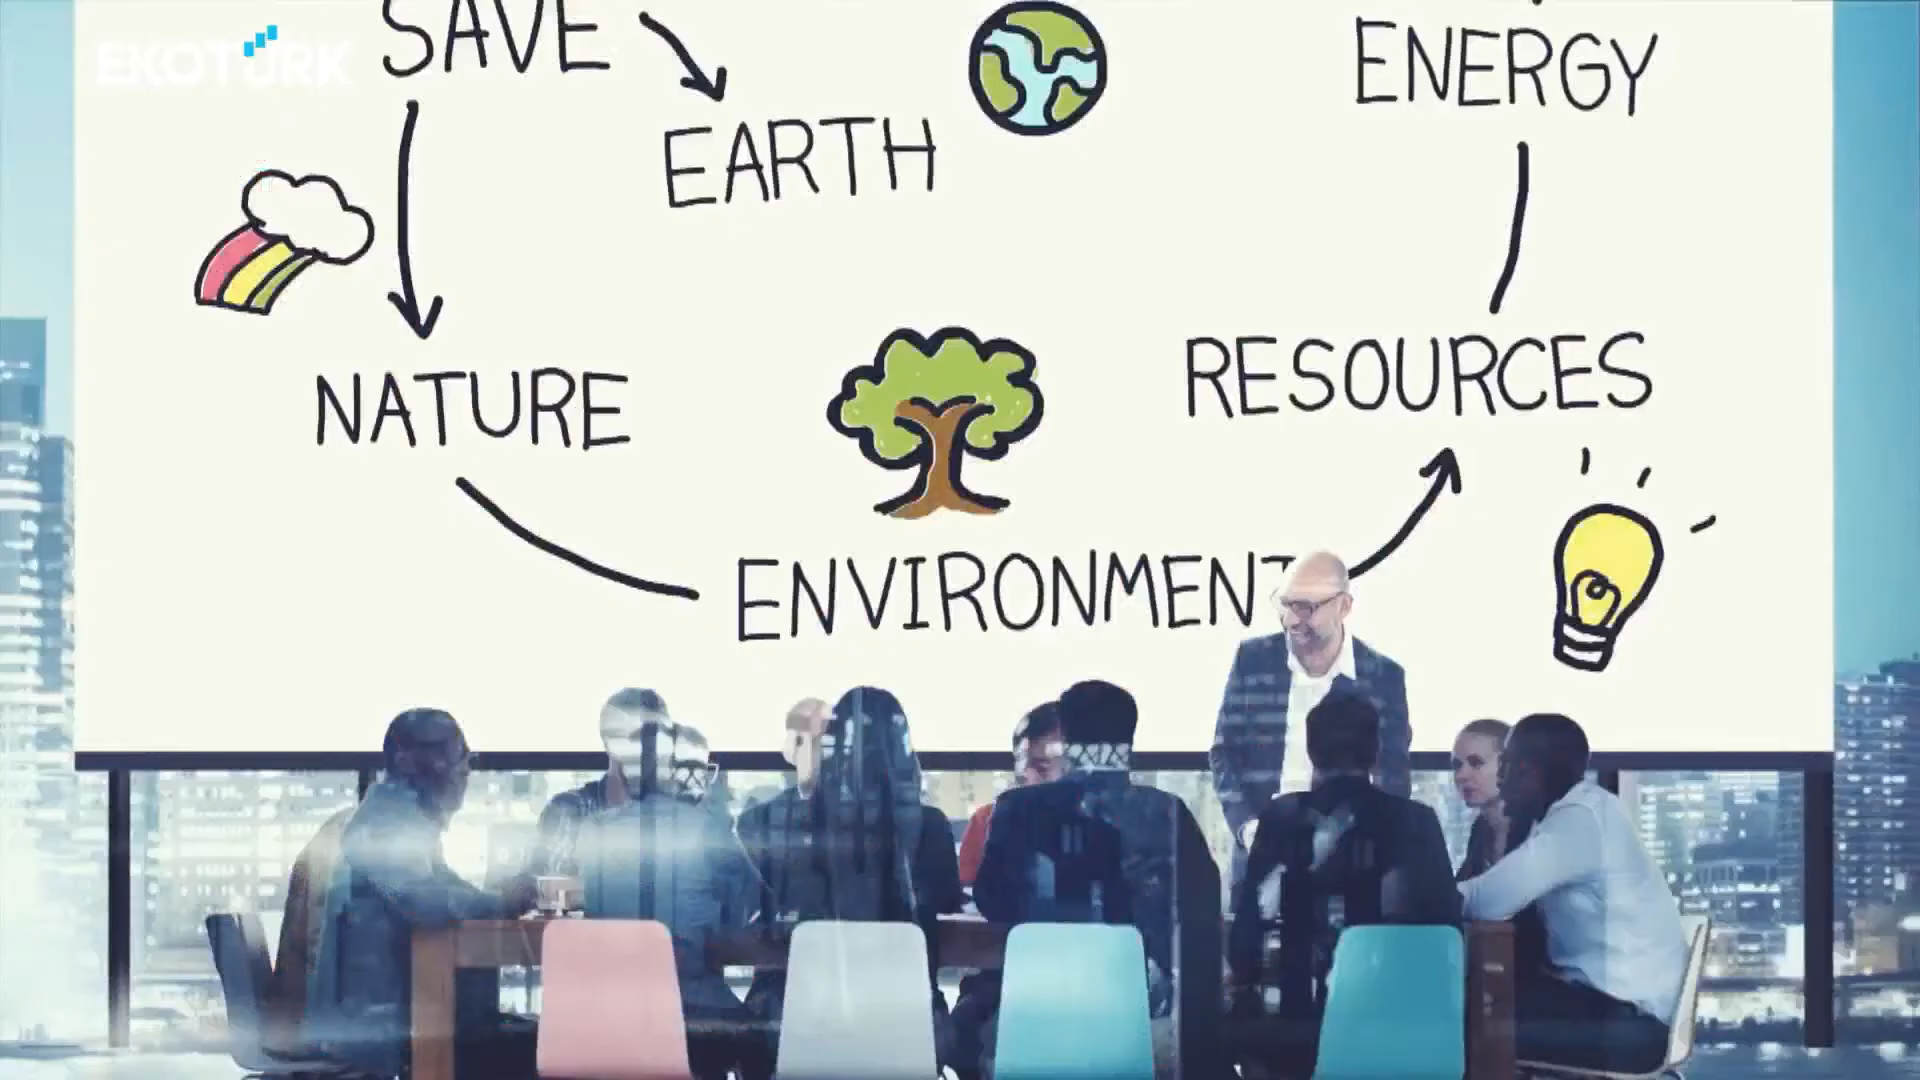 EKOTÜRK
SAVE
ENERGY
EARTH
RESOURCES
NATURE
ENVIRONMENT